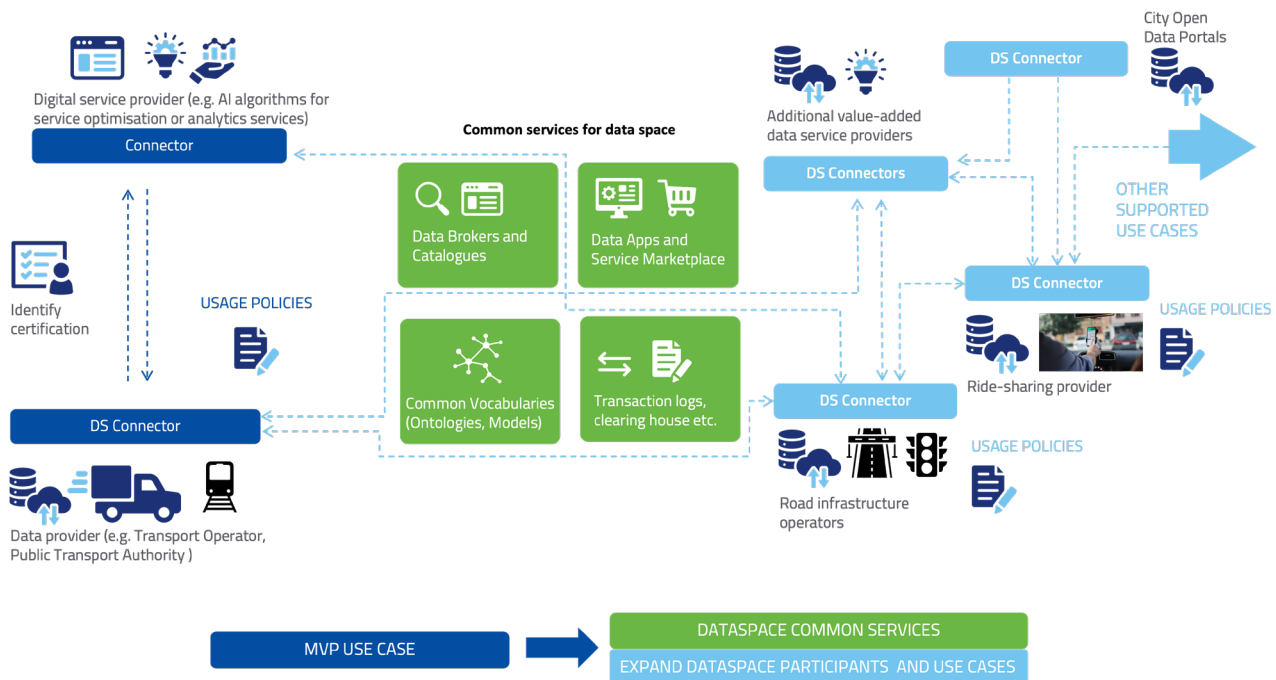 City Open
Data Portals
DS Connector
Digital service provider (e.g. AI algorithms for
service optimisation or analytics services)
Connector
Common services for data space
Additional value-added
data service providers
DS Connectors
Data Brokers and
Catalogues
Data Apps and
Service Marketplace
OTHER
SUPPORTED
USE CASES
Identify
certification
USAGE POLICIES
DS Connector
USAGE POLICIES
Ride-sharing provider
Common Vocabularies
(Ontologies, Models)
Transaction logs,
clearing house etc.
DS Connector
DS Connector
USAGE POLICIES
Road infrastructure
operators
Data provider (e.g. Transport Operator,
Public Transport Authority )
MVP USE CASE
DATASPACE COMMON SERVICES
EXPAND DATASPACE PARTICIPANTS AND USE CASES